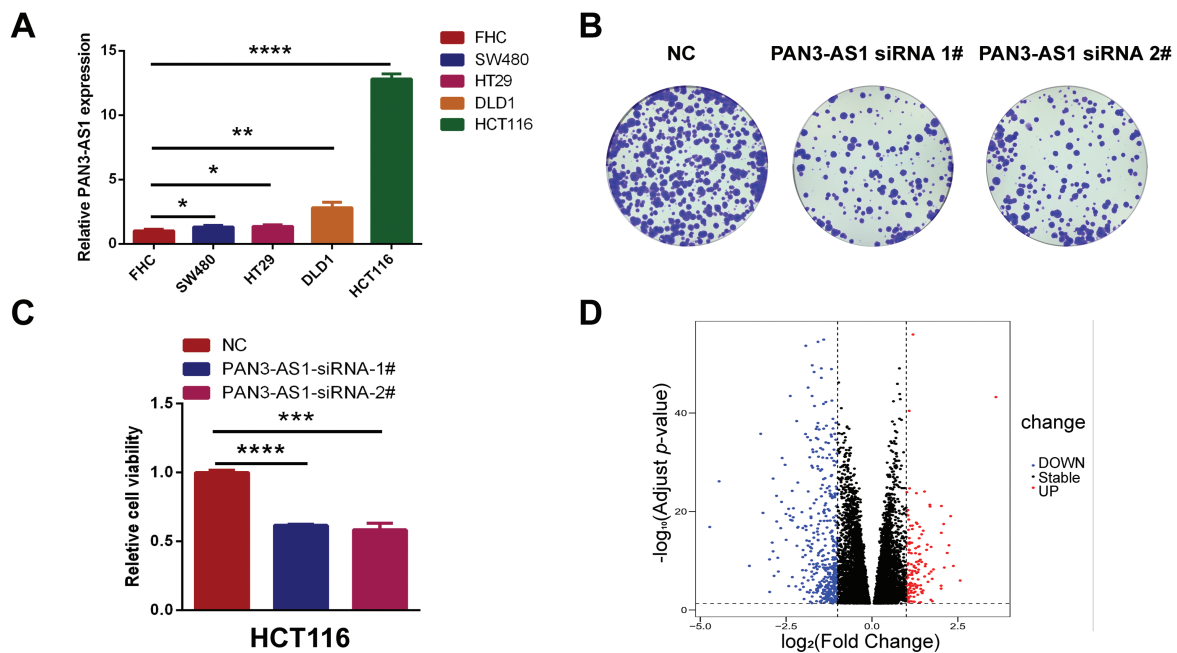 A
Relative PAN3-AS1 expression
15
10
5
0
****
**
*
*
FHC
SW480
HT29
DLD1
HCT116
FHC
SW480
HT29
DLD1
HCT116
B
NC
PAN3-AS1 siRNA 1#
PAN3-AS1 siRNA 2#
C
NC
PAN3-AS1-siRNA-1#
PAN3-AS1-siRNA-2#
Reletive cell viability
1.5
1.0
0.5
0.0
***
****
HCT116
D
-log₁₀(Adjust p-value)
40
20
0
-5.0
-2.5
0.0
2.5
log₂(Fold Change)
change
DOWN
Stable
UP